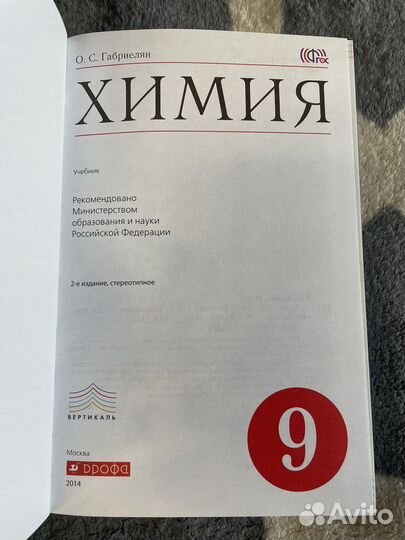 О. С. Габриелян
ФГОС
ХИМИЯ
Учебник
Рекомендовано
Министерством
образования и науки
Российской Федерации
2-е издание, стереотипное
ВЕРТИКАЛЬ
9
Москва
ДРОФА
2014
Avito